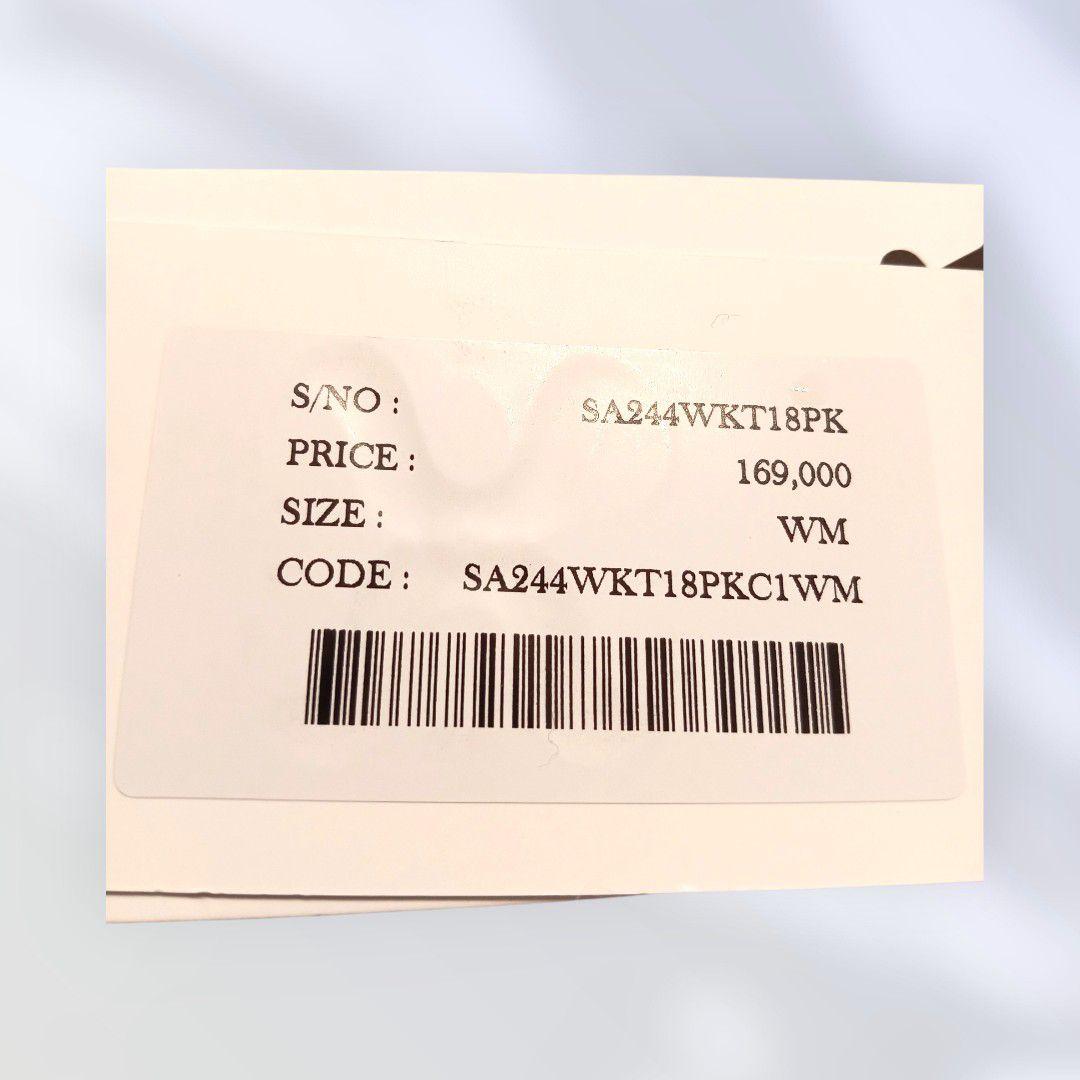 S/NO : SA244WKT18PK
PRICE : 169,000
SIZE : WM
CODE : SA244WKT18PKC1WM